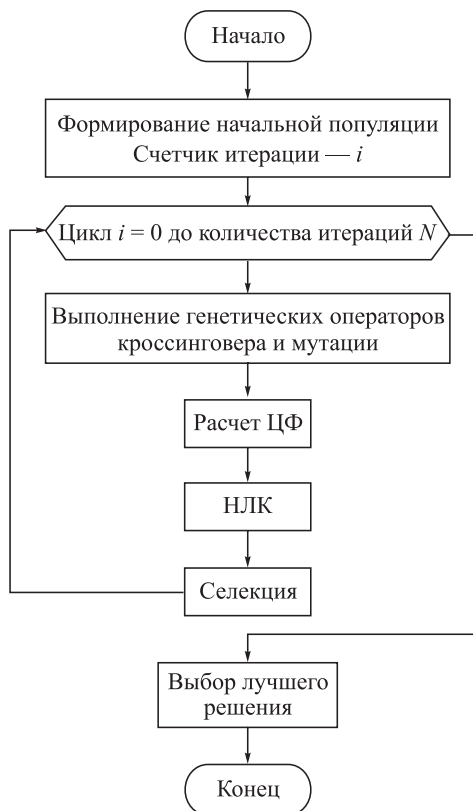 Начало
Формирование начальной популяции
Счетчик итерации — i
Цикл i = 0 до количества итераций N
Выполнение генетических операторов
кроссинговера и мутации
Расчет ЦФ
НЛК
Селекция
Выбор лучшего
решения
Конец